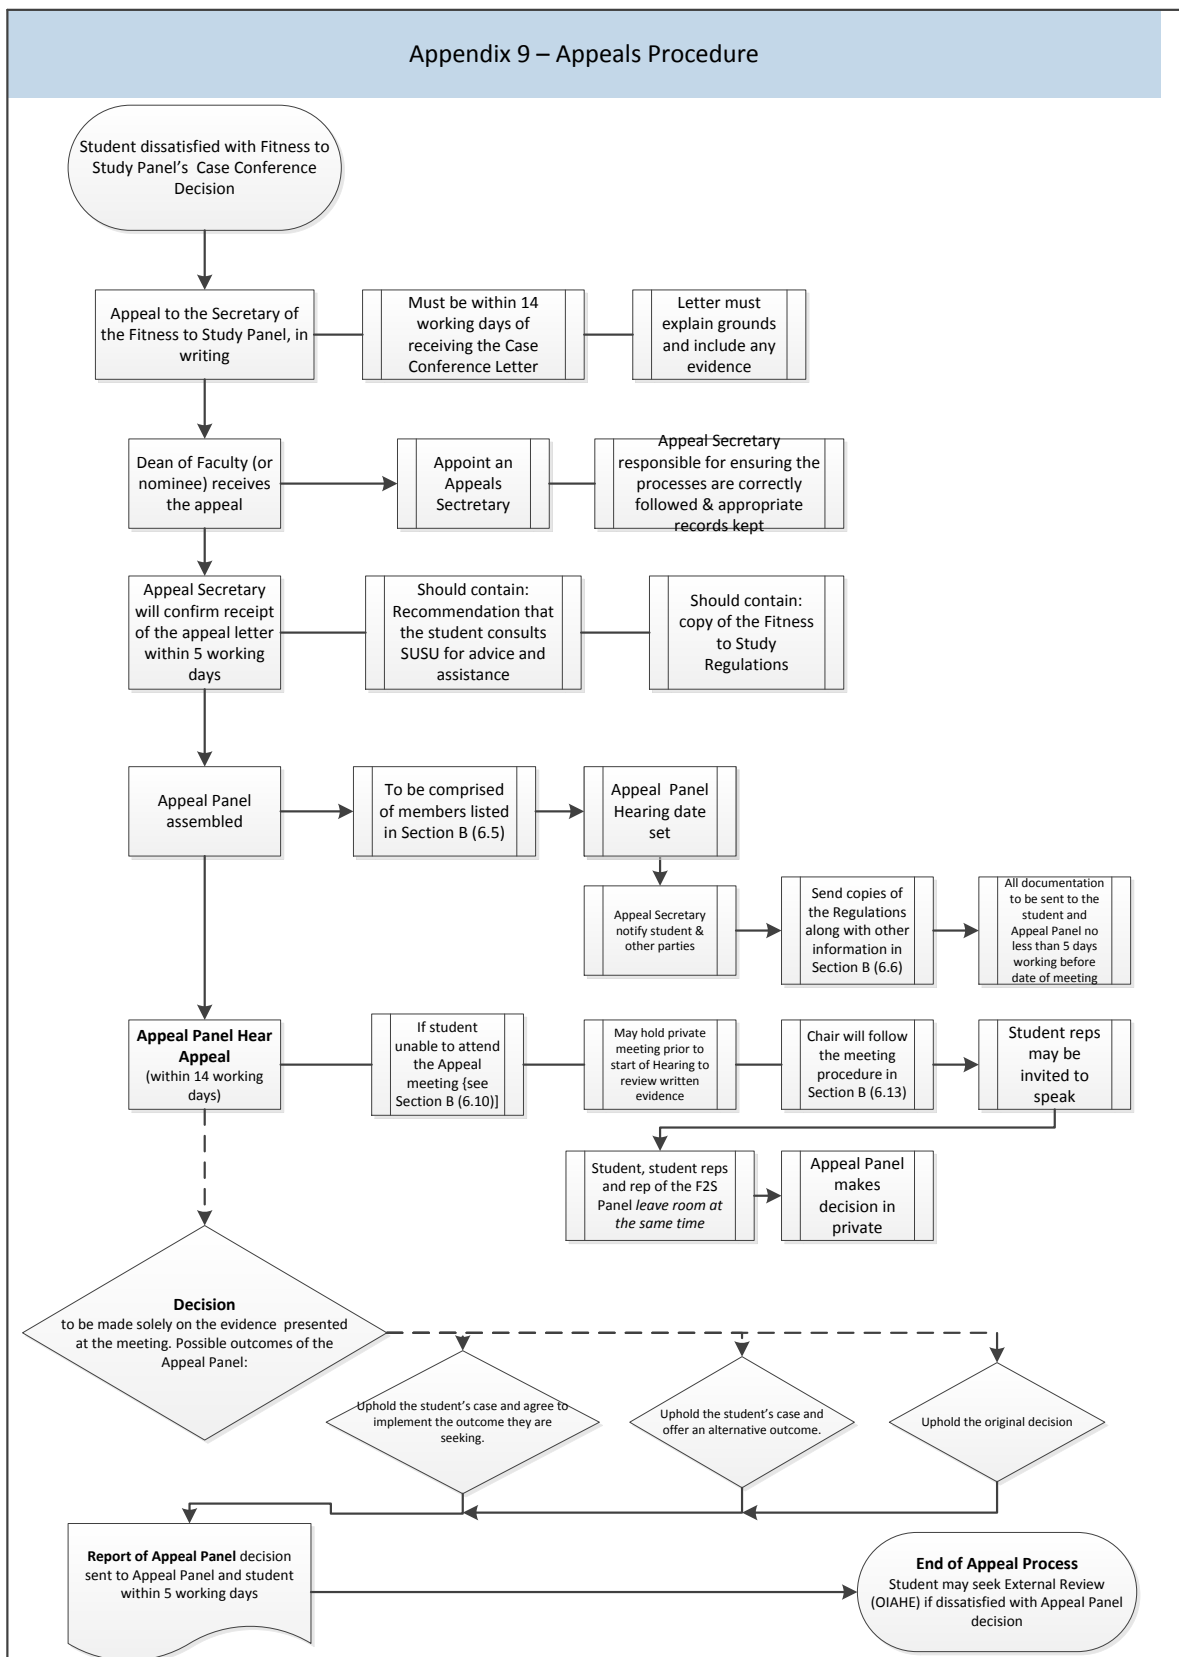 Appendix 9 – Appeals Procedure
Student dissatisfied with Fitness to
Study Panel's Case Conference
Decision
Appeal to the Secretary of
the Fitness to Study Panel, in
writing
Must be within 14
working days of
receiving the Case
Conference Letter
Letter must
explain grounds
and include any
evidence
Dean of Faculty (or
nominee) receives
the appeal
Appoint an
Appeals
Sectretary
Appeal Secretary
responsible for ensuring the
processes are correctly
followed & appropriate
records kept
Appeal Secretary
will confirm receipt
of the appeal letter
within 5 working
days
Should contain:
Recommendation that
the student consults
SUSU for advice and
assistance
Should contain:
copy of the Fitness
to Study
Regulations
Appeal Panel
assembled
To be comprised
of members listed
in Section B (6.5)
Appeal Panel
Hearing date
set
Appeal Secretary
notify student &
other parties
Send copies of
the Regulations
along with other
information in
Section B (6.6)
All documentation
to be sent to the
student and
Appeal Panel no
less than 5 days
working before
date of meeting
Appeal Panel Hear
Appeal
(within 14 working
days)
If student
unable to attend
the Appeal
meeting {see
Section B (6.10)]
May hold private
meeting prior to
start of Hearing to
review written
evidence
Chair will follow
the meeting
procedure in
Section B (6.13)
Student reps
may be
invited to
speak
Student, student reps
and rep of the F2S
Panel leave room at
the same time
Appeal Panel
makes
decision in
private
Decision
to be made solely on the evidence presented
at the meeting. Possible outcomes of the
Appeal Panel:
Uphold the student's case and agree to
implement the outcome they are
seeking.
Uphold the student's case and
offer an alternative outcome.
Uphold the original decision
Report of Appeal Panel decision
sent to Appeal Panel and student
within 5 working days
End of Appeal Process
Student may seek External Review
(OIAHE) if dissatisfied with Appeal Panel
decision